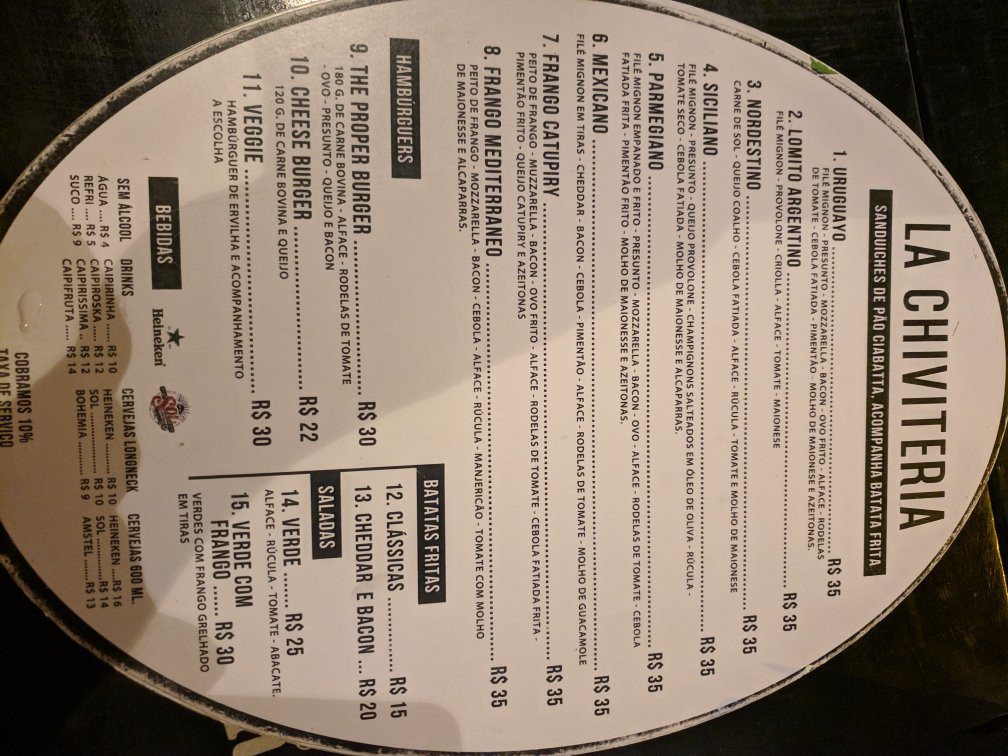 LA CHIVITERIA
SANDUICHES DE PÃO CIABATTA, ACOMPANHA BATATA FRITA
1. URUGUAYO ........ R$ 35
FILÉ MIGNON - PRESUNTO - MOZZARELLA - BACON - OVO FRITO - ALFACE - RODELAS
DE TOMATE - CEBOLA FATIADA - PIMENTÃO - MOLHO DE MAIONESE E AZEITONAS.
2. LOMITO ARGENTINO ........ R$ 35
FILÉ MIGNON - PROVOLONE - CRIOLLA - ALFACE - TOMATE - MAIONESE
3. NORDESTINO ........ R$ 35
CARNE DE SOL - QUEIJO COALHO - CEBOLA FATIADA - ALFACE - RÚCULA - TOMATE E MOLHO DE MAIONESE
4. SICILIANO ........ R$ 35
FILÉ MIGNON - PRESUNTO - QUEIJO PROVOLONE - CHAMPIGNONS SALTEADOS EM ÓLEO DE OLIVA - RÚCULA -
TOMATE SECO - CEBOLA FATIADA - MOLHO DE MAIONESSE E ALCAPARRAS.
5. PARMEGIANO ........ R$ 35
FILÉ MIGNON EMPANADO E FRITO - PRESUNTO - MOZZARELLA - BACON - OVO - ALFACE - RODELAS DE TOMATE - CEBOLA
FATIADA FRITA - PIMENTÃO FRITO - MOLHO DE MAIONESSE E AZEITONAS.
6. MEXICANO ........ R$ 35
FILÉ MIGNON EM TIRAS - CHEDDAR - BACON - CEBOLA - PIMENTÃO - ALFACE - RODELAS DE TOMATE - MOLHO DE GUACAMOLE
7. FRANGO CATUPIRY ........ R$ 35
PEITO DE FRANGO - MUZZARELLA - BACON - OVO FRITO - ALFACE - RODELAS DE TOMATE - CEBOLA FATIADA FRITA -
PIMENTÃO FRITO - QUEIJO CATUPIRY E AZEITONAS
8. FRANGO MEDITERRANEO ........ R$ 35
PEITO DE FRANGO - MOZZARELLA - BACON - CEBOLA - ALFACE - RÚCULA - MANJERICÃO - TOMATE COM MOLHO
DE MAIONESSE E ALCAPARRAS.
HAMBÚRGUERS
9. THE PROPER BURGER ........ R$ 30
180 G. DE CARNE BOVINA - ALFACE - RODELAS DE TOMATE
- OVO - PRESUNTO - QUEIJO E BACON
10. CHEESE BURGER ........ R$ 22
120 G. DE CARNE BOVINA E QUEIJO
11. VEGGIE ........ R$ 30
HAMBURGUER DE ERVILHA E ACOMPANHAMENTO
A ESCOLHA
BATATAS FRITAS
12. CLÁSSICAS ........ R$ 15
13. CHEDDAR E BACON ... R$ 20
SALADAS
14. VERDE ...... R$ 25
ALFACE - RÚCULA - TOMATE - ABACATE.
15. VERDE COM
FRANGO ...... R$ 30
VERDES COM FRANGO GRELHADO
EM TIRAS
BEBIDAS
Heineken
SOL
SEM ÁLCOOL
ÁGUA .... R$ 4
REFRI .... R$ 5
SUCO .... R$ 9
DRINKS
CAIPIRINHA ...... R$ 10
CAIPIROSKA ..... R$ 12
CAIPIRISSIMA .. R$ 12
CAIPIFRUTA ..... R$ 14
CERVEJAS LONGNECK
HEINEKEN .......... R$ 10
SOL .......... R$ 10
BOHEMIA .......... R$ 9
CERVEJAS 600 ML.
HEINEKEN .... R$ 16
SOL .......... R$ 14
AMSTEL ....... R$ 13
COBRAMOS 10%
TAXA DE SERVIÇO